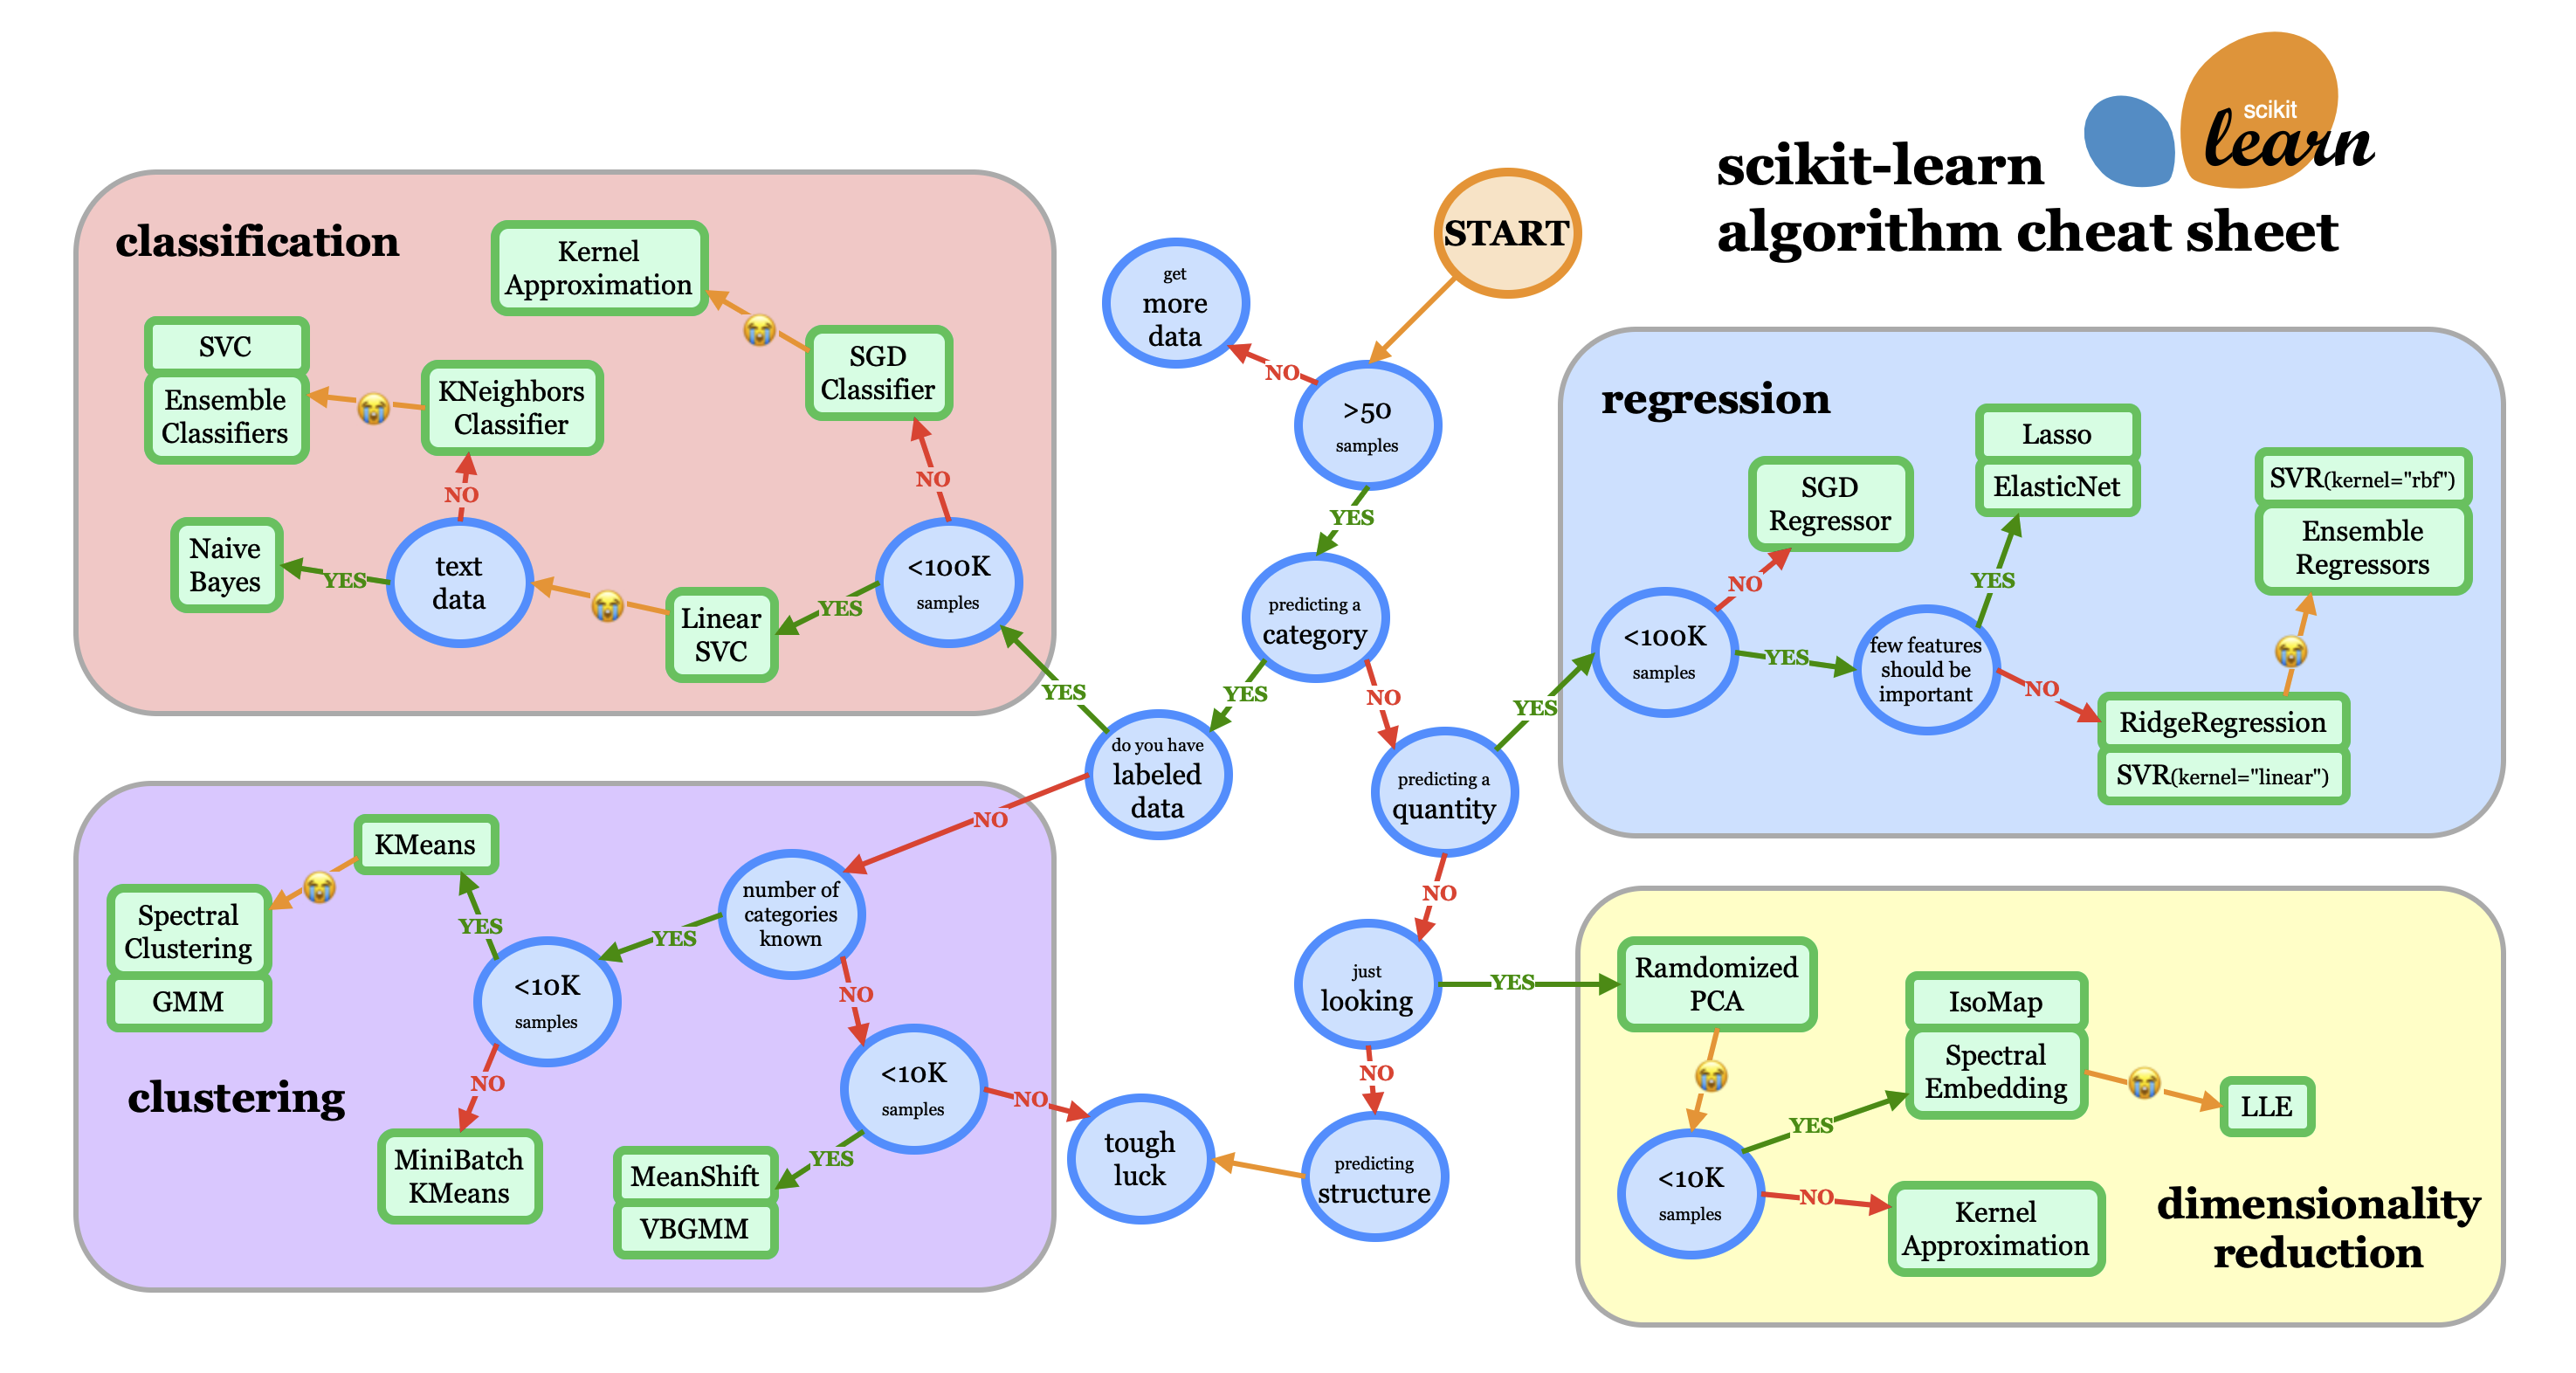 scikit
learn
scikit-learn
algorithm cheat sheet
START
get
more
data
NO
>50
samples
YES
predicting a
category
YES
NO
do you have
labeled
data
YES
NO
predicting a
quantity
YES
NO
just
looking
YES
NO
predicting
structure
tough
luck
classification
Kernel
Approximation
SGD
Classifier
SVC
Ensemble
Classifiers
KNeighbors
Classifier
NO
NO
Naive
Bayes
YES
text
data
Linear
SVC
YES
<100K
samples
regression
SGD
Regressor
Lasso
ElasticNet
SVR(kernel="rbf")
Ensemble
Regressors
<100K
samples
NO
YES
few features
should be
important
YES
NO
RidgeRegression
SVR(kernel="linear")
clustering
KMeans
Spectral
Clustering
GMM
YES
<10K
samples
YES
number of
categories
known
NO
NO
MiniBatch
KMeans
<10K
samples
NO
YES
MeanShift
VBGMM
dimensionality
reduction
Ramdomized
PCA
IsoMap
Spectral
Embedding
LLE
YES
<10K
samples
NO
Kernel
Approximation